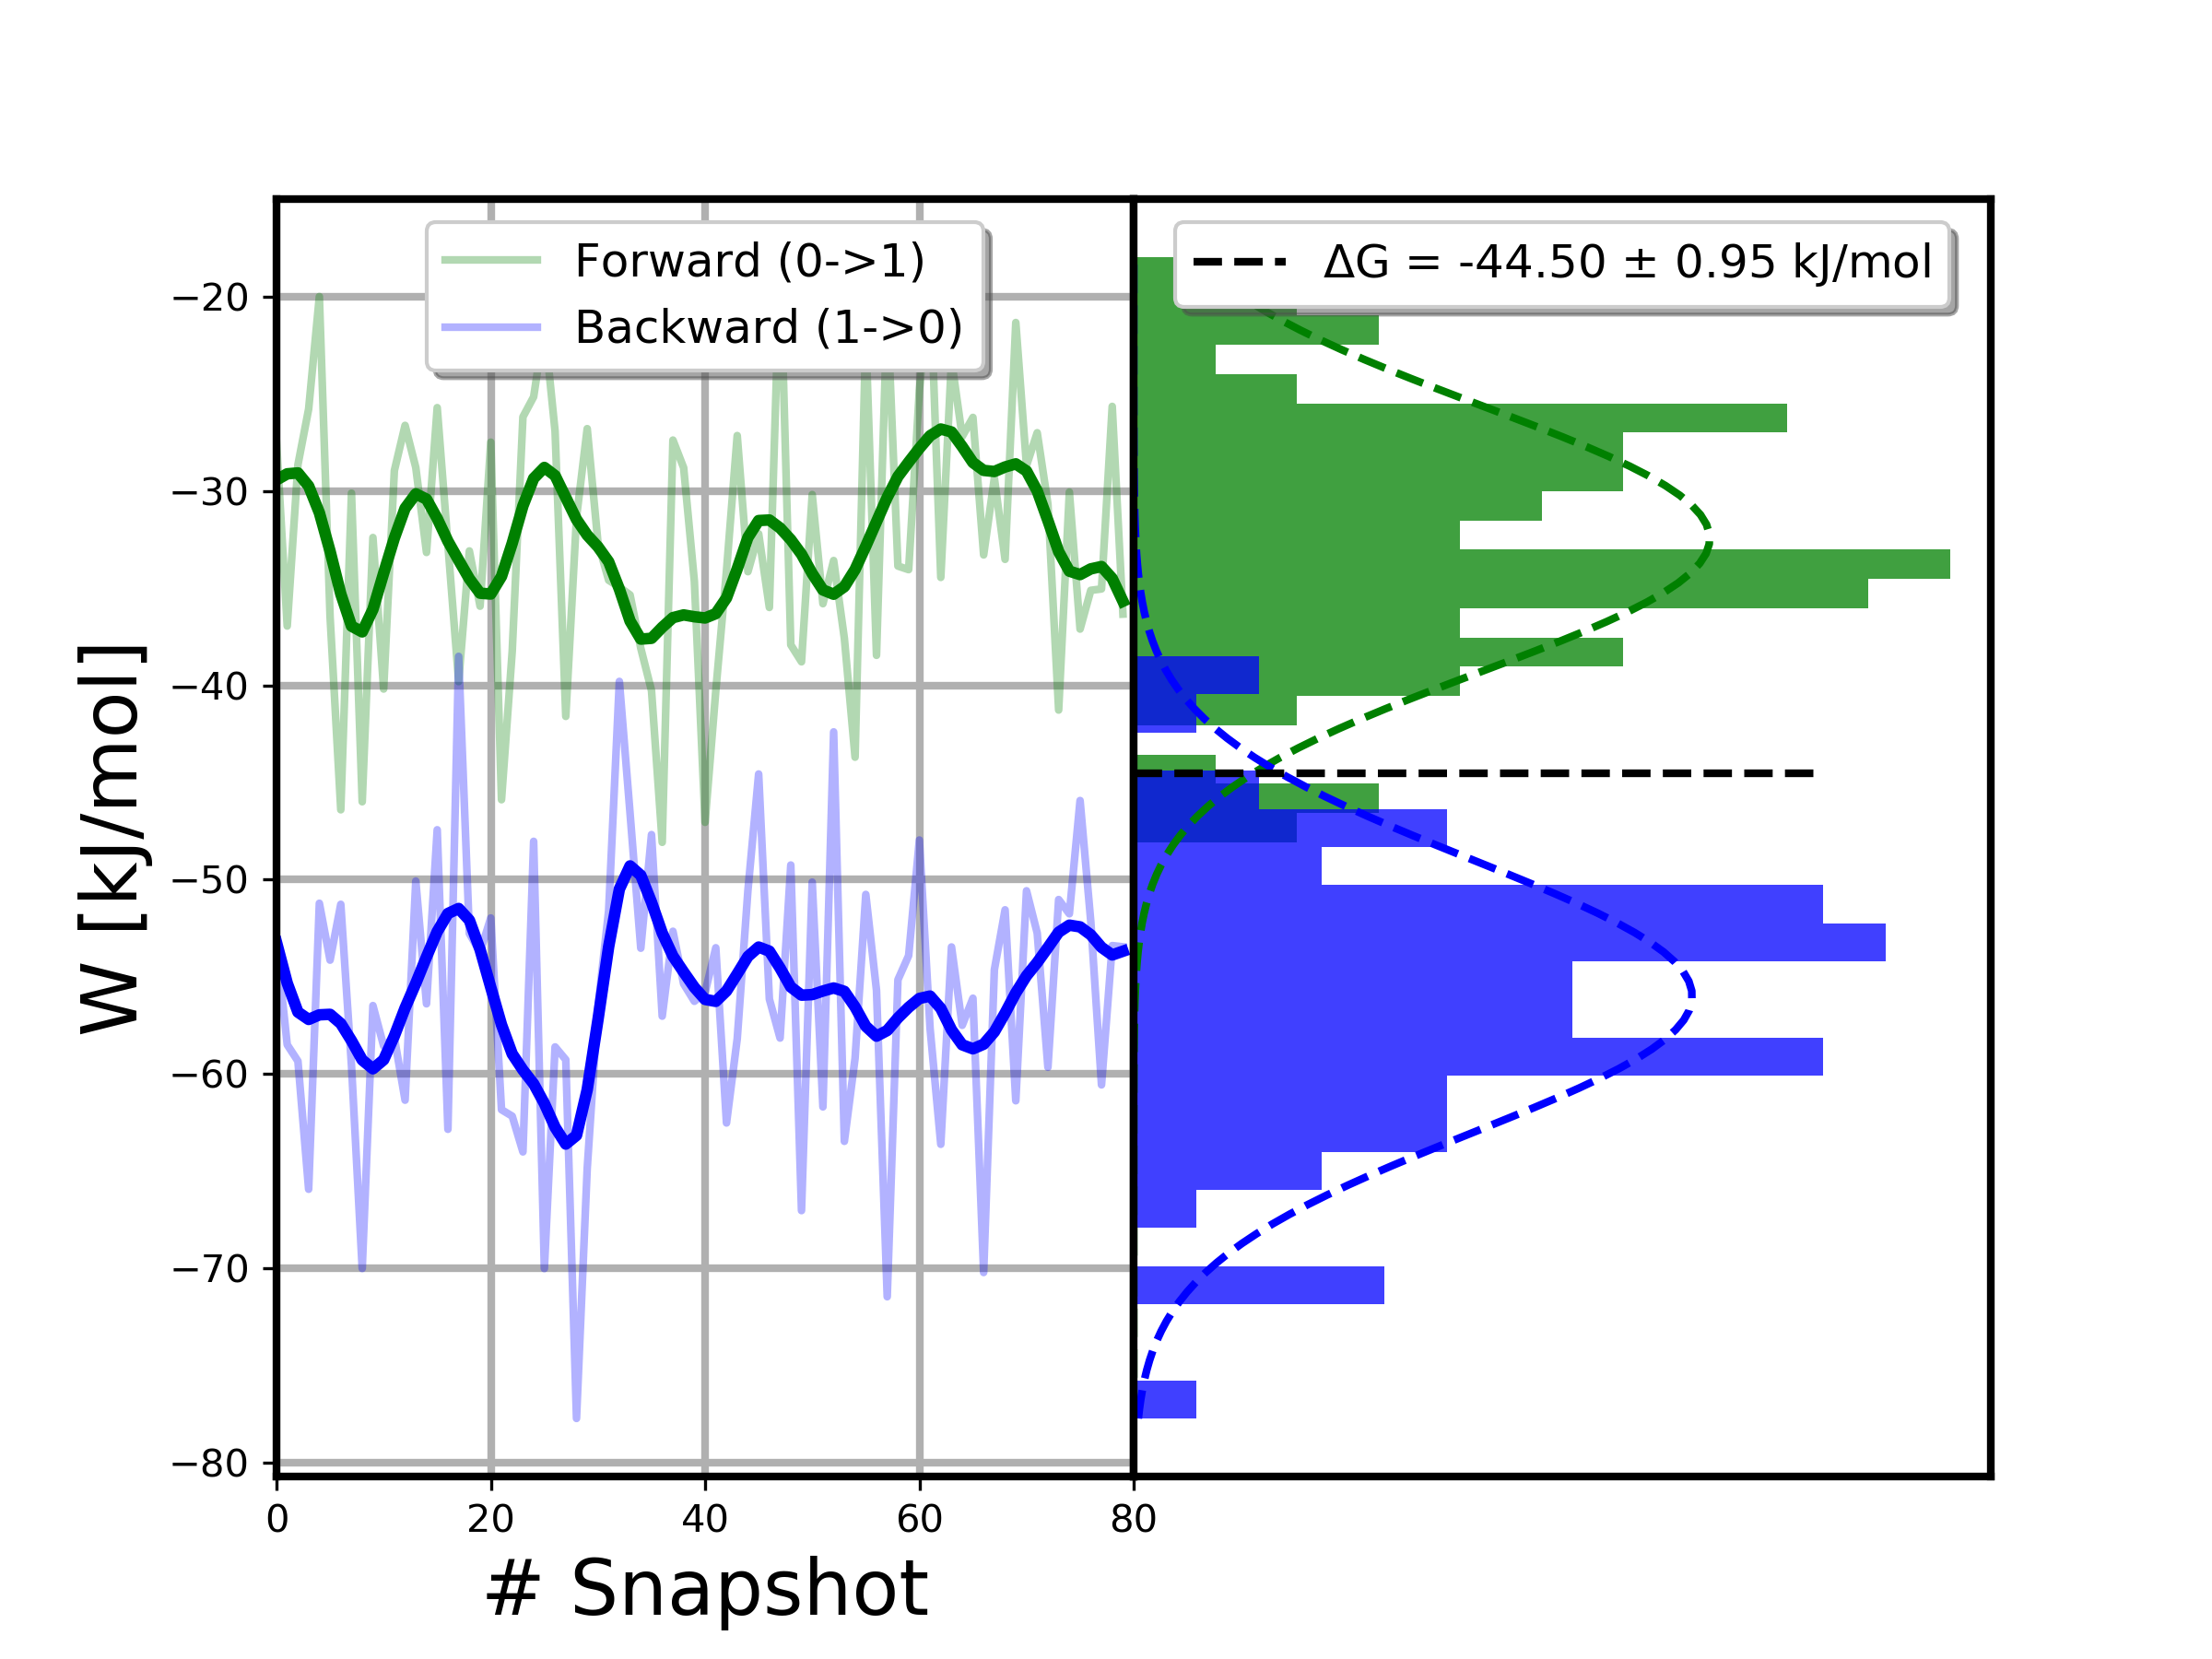 Forward (0->1)
Backward (1->0)
ΔG = -44.50 ± 0.95 kJ/mol
−20
−30
−40
−50
−60
−70
−80
W [kJ/mol]
0 20 40 60 80
# Snapshot